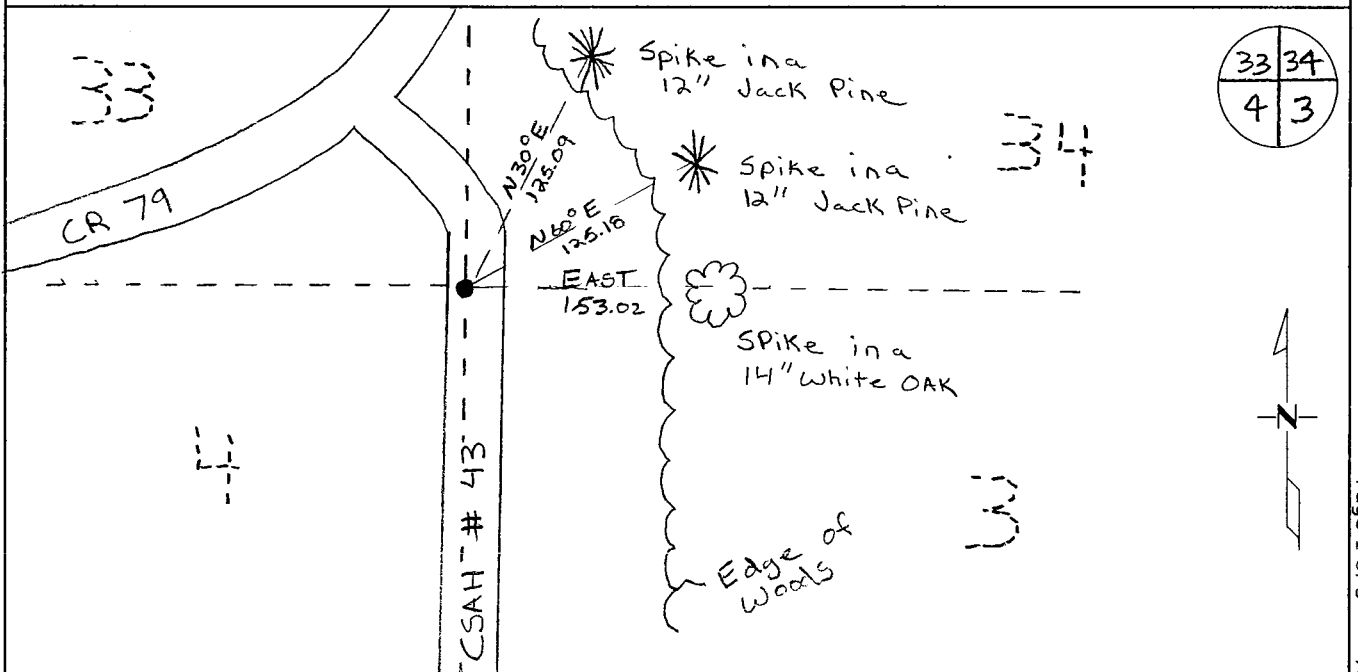 33
Spike in a
12" Jack Pine
33 34
4 3
34
Spike in a
12" Jack Pine
N30°E
125.09
N60°E
125.18
CR 79
EAST
153.02
SPike in a
14" White OAK
N
4
CSAH # 43
3
Edge of
Woods